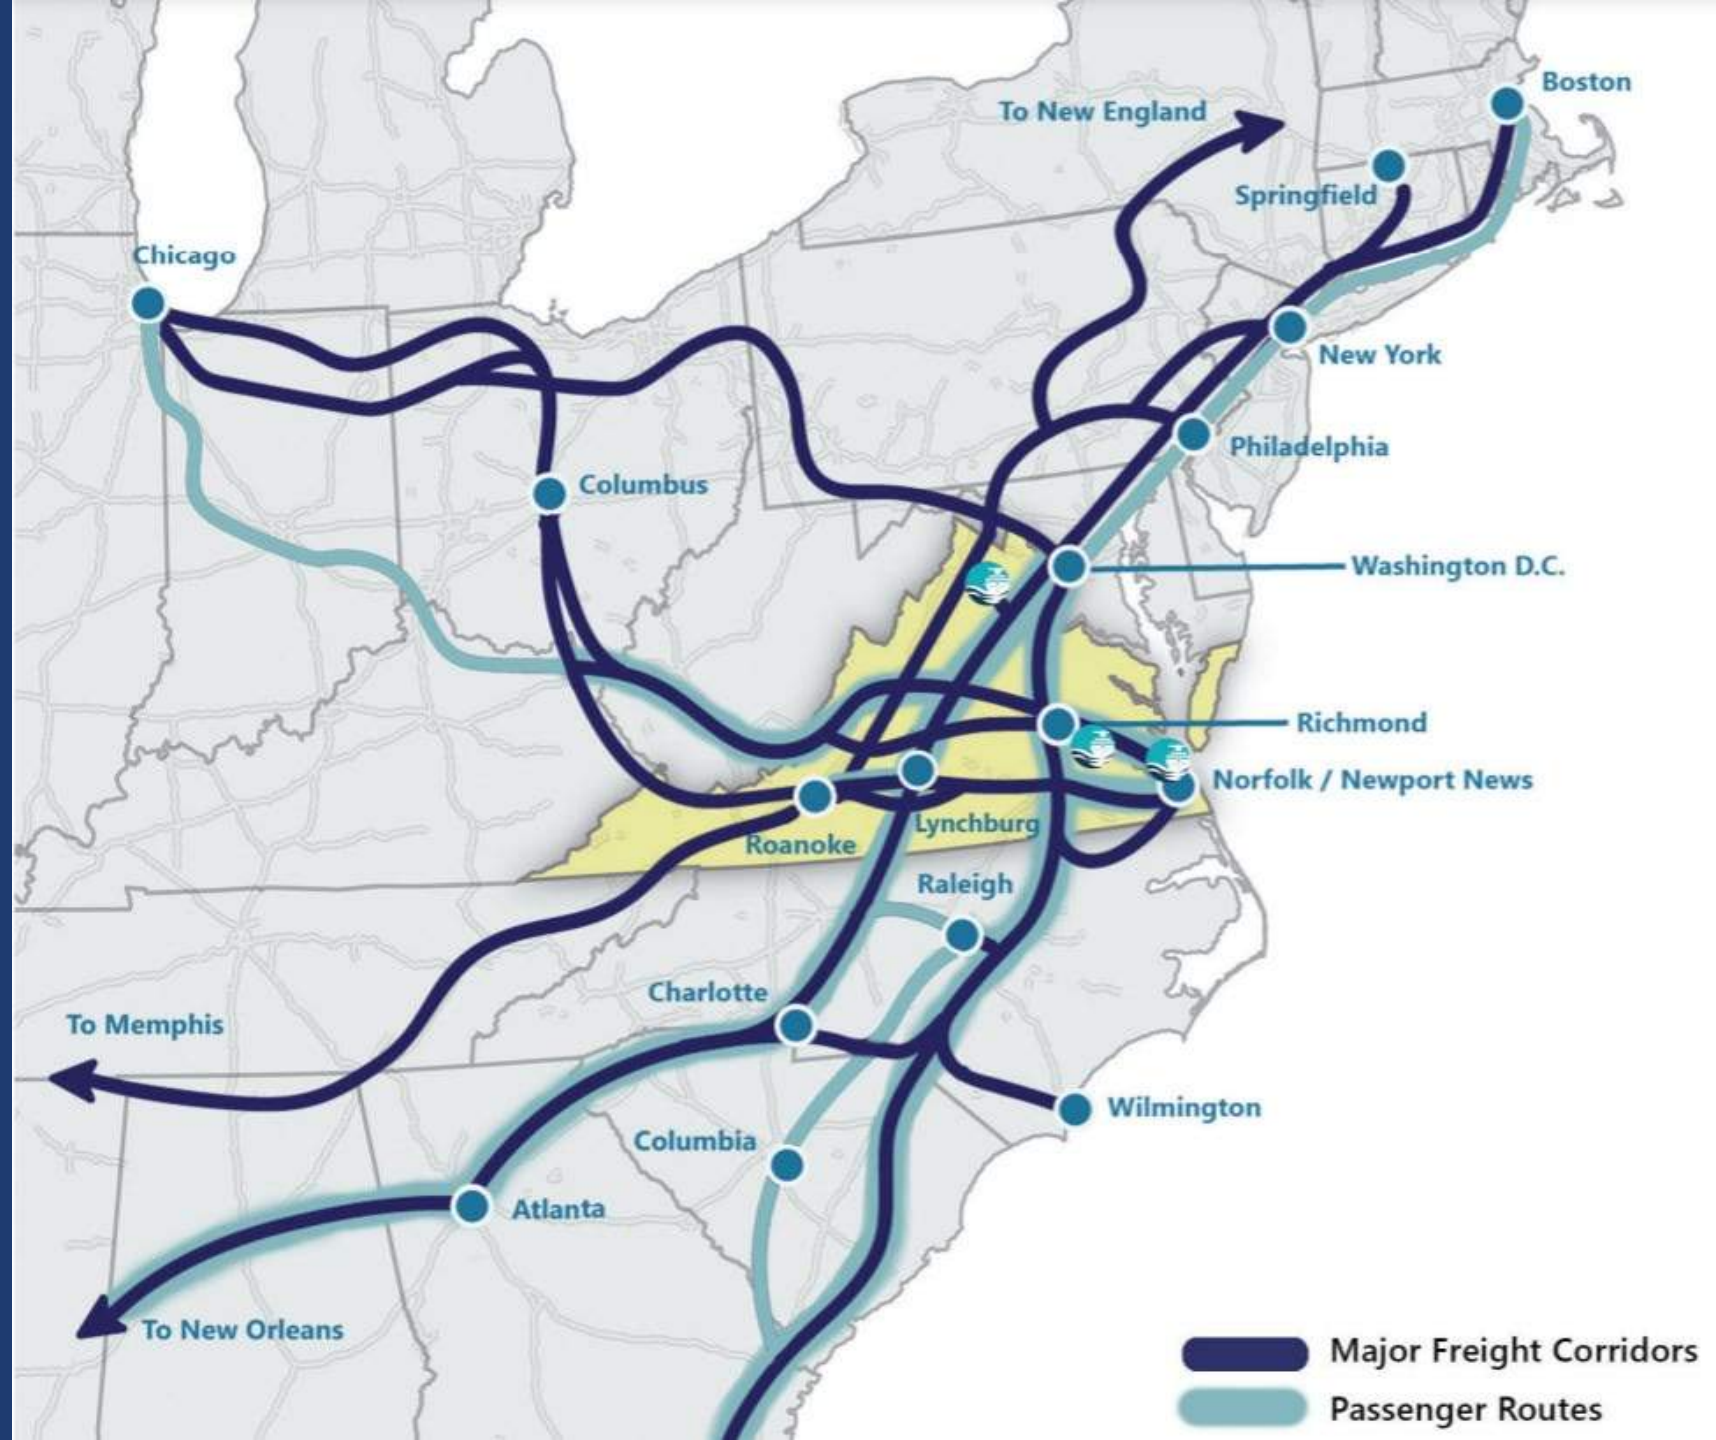 Boston
To New England
Springfield
Chicago
New York
Philadelphia
Columbus
Washington D.C.
Richmond
Norfolk / Newport News
Lynchburg
Roanoke
Raleigh
Charlotte
To Memphis
Wilmington
Columbia
Atlanta
To New Orleans
Major Freight Corridors
Passenger Routes